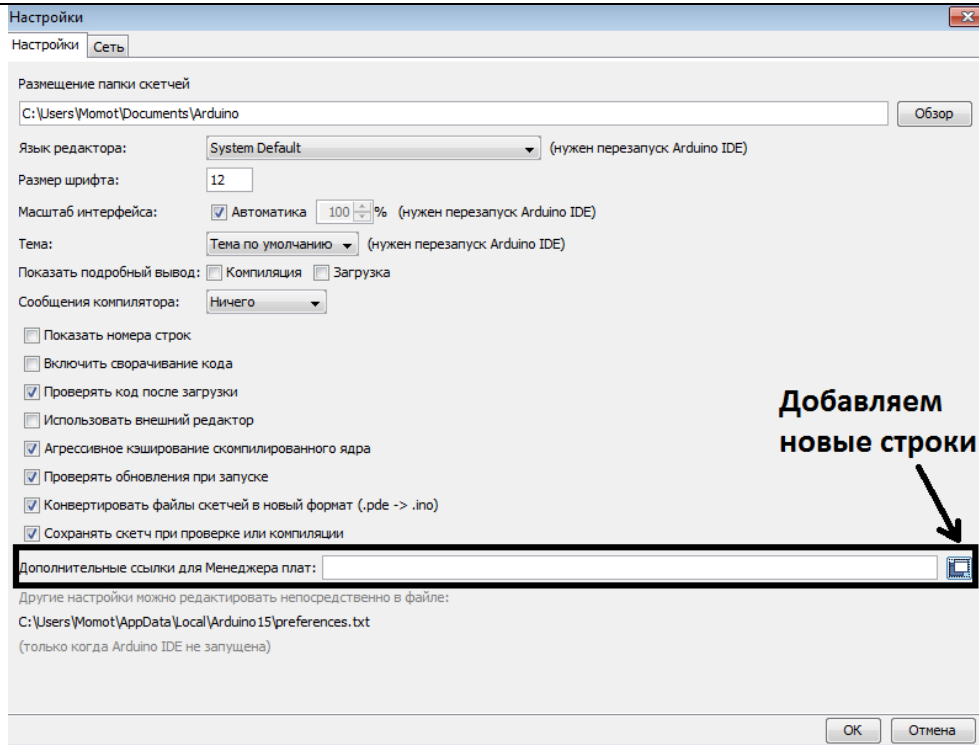 Настройки
Настройки Сеть
Размещение папки скетчей
C:\Users\Momot\Documents\Arduino Обзор
Язык редактора: System Default (нужен перезапуск Arduino IDE)
Размер шрифта: 12
Масштаб интерфейса: Автоматика 100 % (нужен перезапуск Arduino IDE)
Тема: Тема по умолчанию (нужен перезапуск Arduino IDE)
Показать подробный вывод: Компиляция Загрузка
Сообщения компилятора: Ничего
Показать номера строк
Включить сворачивание кода
Проверять код после загрузки
Использовать внешний редактор
Добавляем
новые строки
Агрессивное кэширование скомпилированного ядра
Проверять обновления при запуске
Конвертировать файлы скетчей в новый формат (.pde -> .ino)
Сохранять скетч при проверке или компиляции
Дополнительные ссылки для Менеджера плат:
Другие настройки можно редактировать непосредственно в файле:
C:\Users\Momot\AppData\Local\Arduino15\preferences.txt
(только когда Arduino IDE не запущена)
OK Отмена